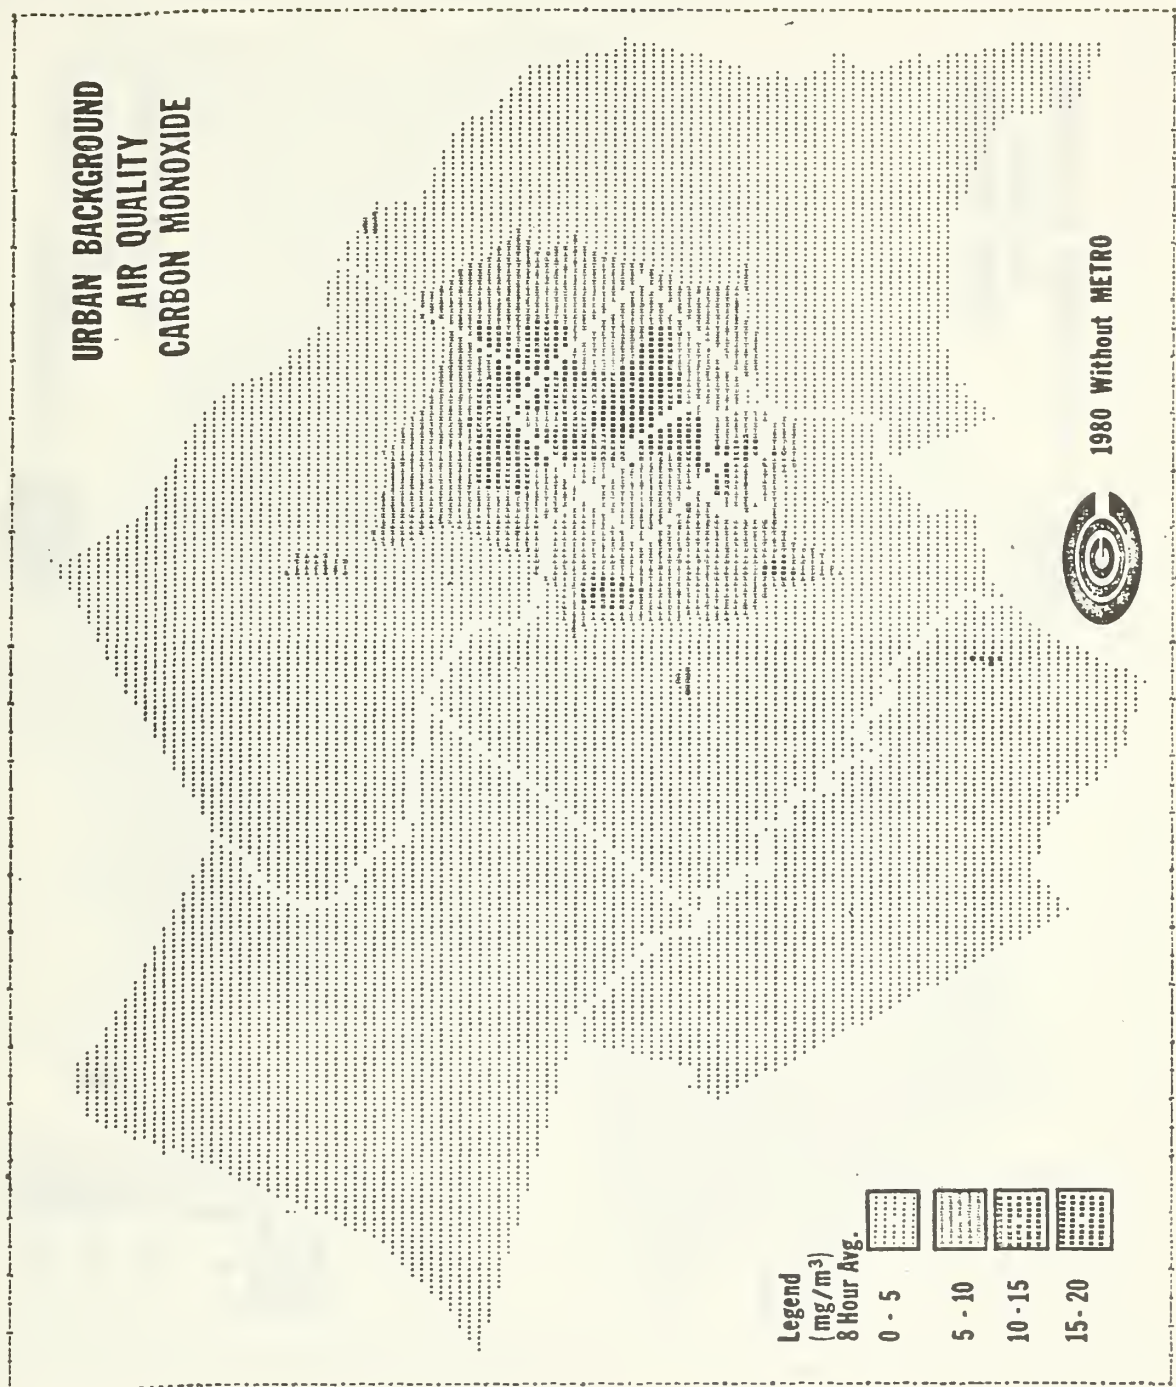 URBAN BACKGROUND
AIR QUALITY
CARBON MONOXIDE
Legend
(mg/m³)
8 Hour Avg.
0 - 5
5 - 10
10 - 15
15 - 20
1980 Without METRO